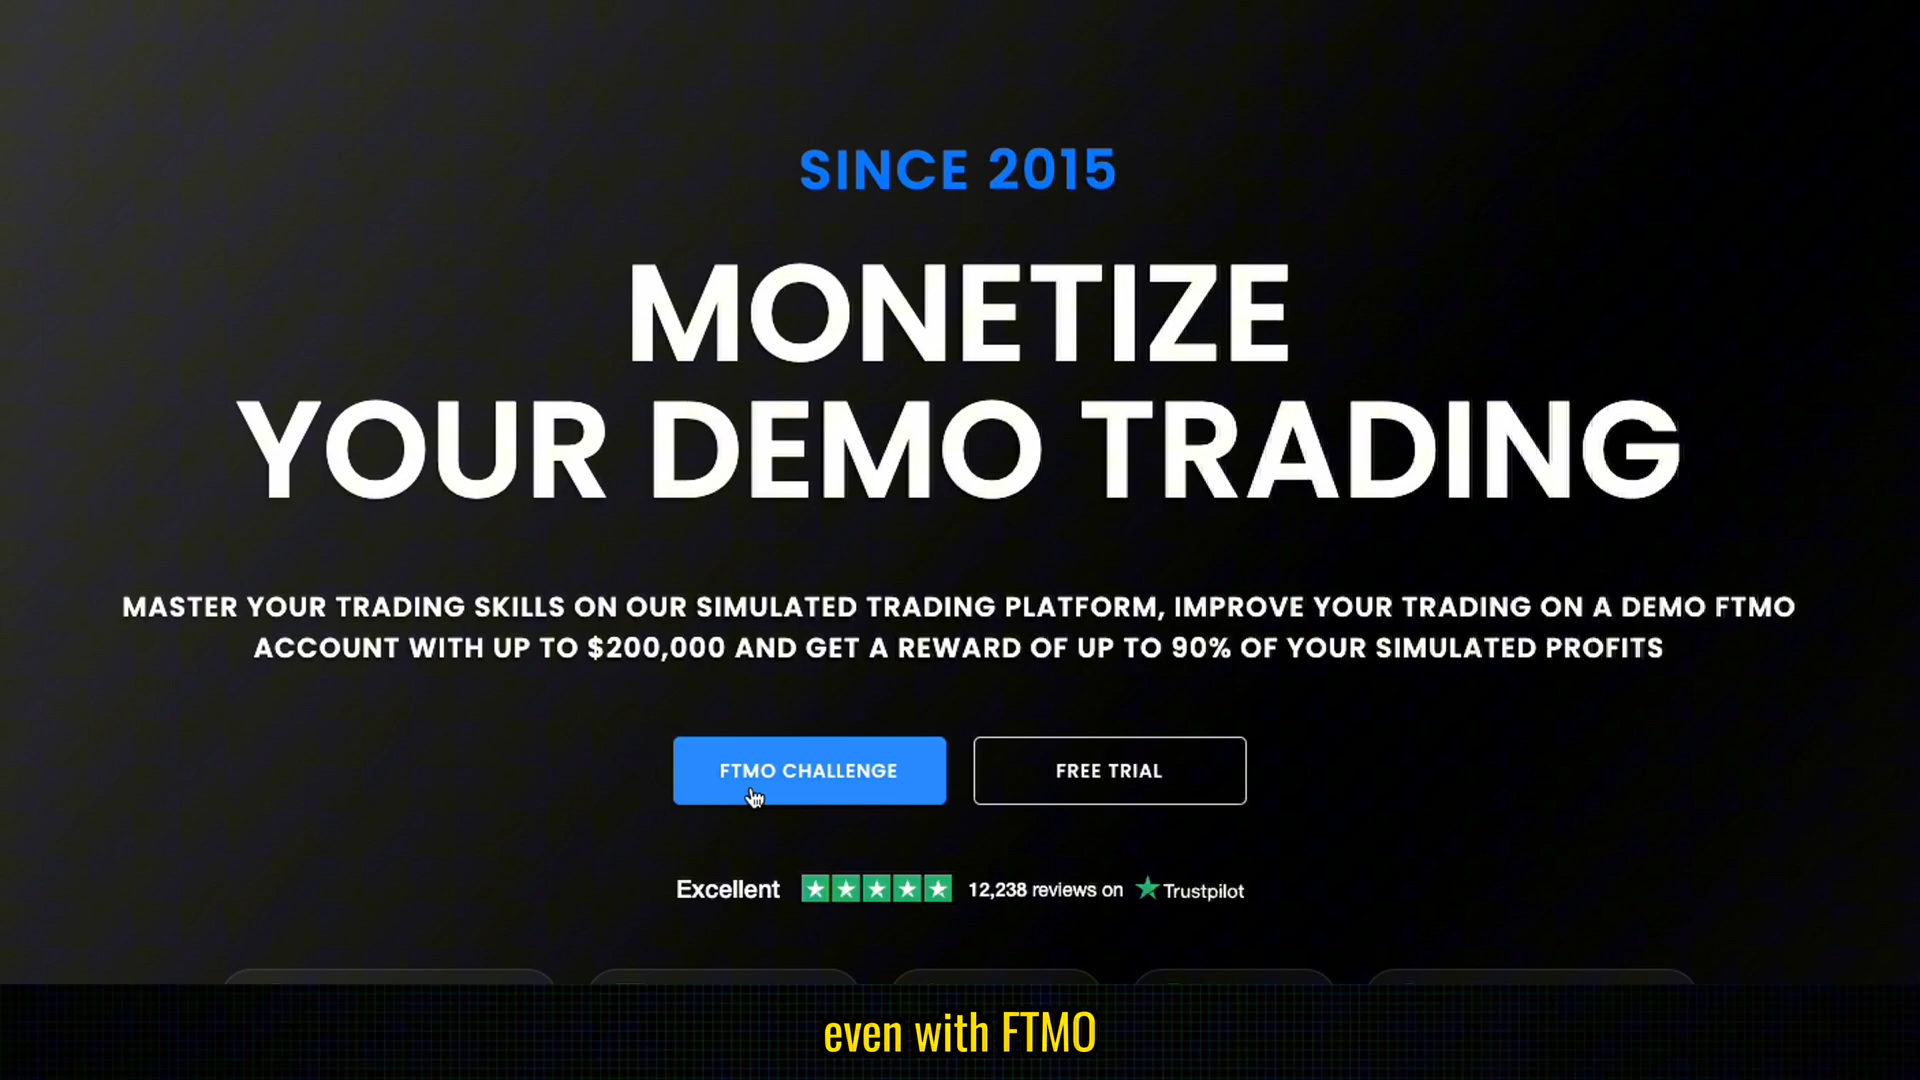 SINCE 2015
MONETIZE
YOUR DEMO TRADING
MASTER YOUR TRADING SKILLS ON OUR SIMULATED TRADING PLATFORM, IMPROVE YOUR TRADING ON A DEMO FTMO
ACCOUNT WITH UP TO $200,000 AND GET A REWARD OF UP TO 90% OF YOUR SIMULATED PROFITS
FTMO CHALLENGE FREE TRIAL
Excellent 12,238 reviews on Trustpilot
even with FTMO